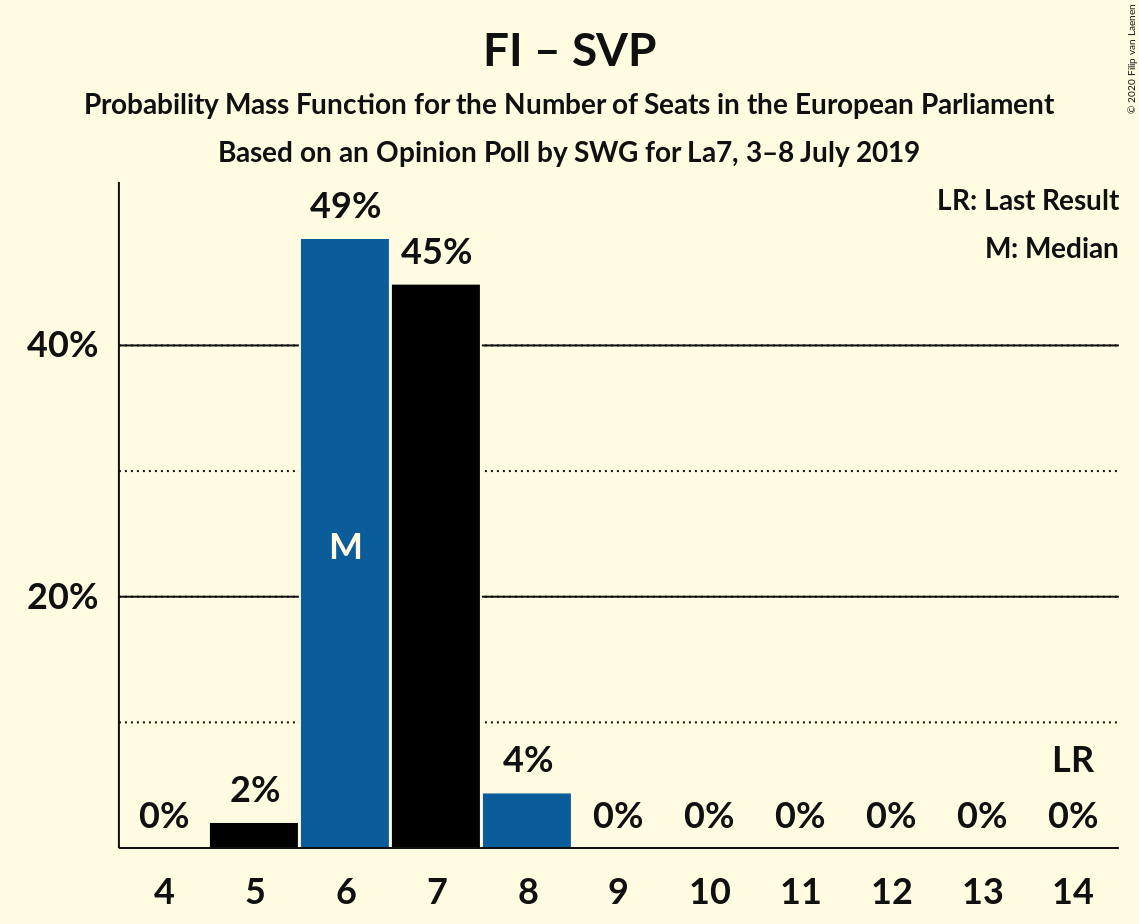 FI – SVP
Probability Mass Function for the Number of Seats in the European Parliament
Based on an Opinion Poll by SWG for La7, 3–8 July 2019
© 2020 Filip van Laenen
LR: Last Result
M: Median
49%
45%
40%
M
20%
4%
LR
2%
0%
0% 0% 0% 0% 0% 0%
4 5 6 7 8 9 10 11 12 13 14